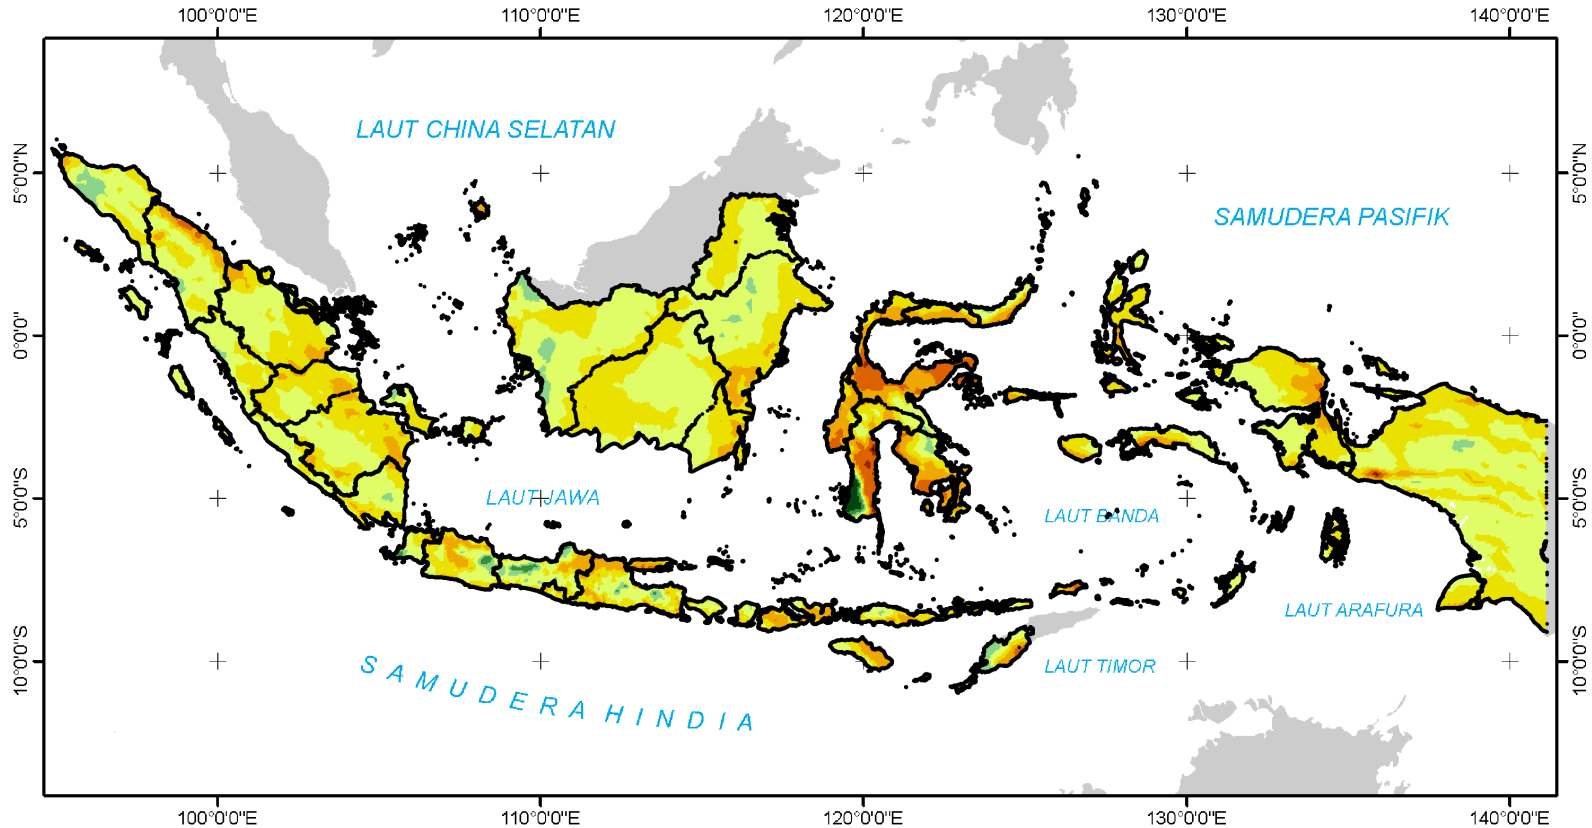 100°0'0"E 110°0'0"E 120°0'0"E 130°0'0"E 140°0'0"E
LAUT CHINA SELATAN
5°0'0"N 5°0'0"N
SAMUDERA PASIFIK
0°0'0" 0°0'0"
LAUT JAWA
5°0'0"S 5°0'0"S
LAUT BANDA
LAUT ARAFURA
10°0'0"S 10°0'0"S
LAUT TIMOR
SAMUDERA HINDIA
100°0'0"E 110°0'0"E 120°0'0"E 130°0'0"E 140°0'0"E